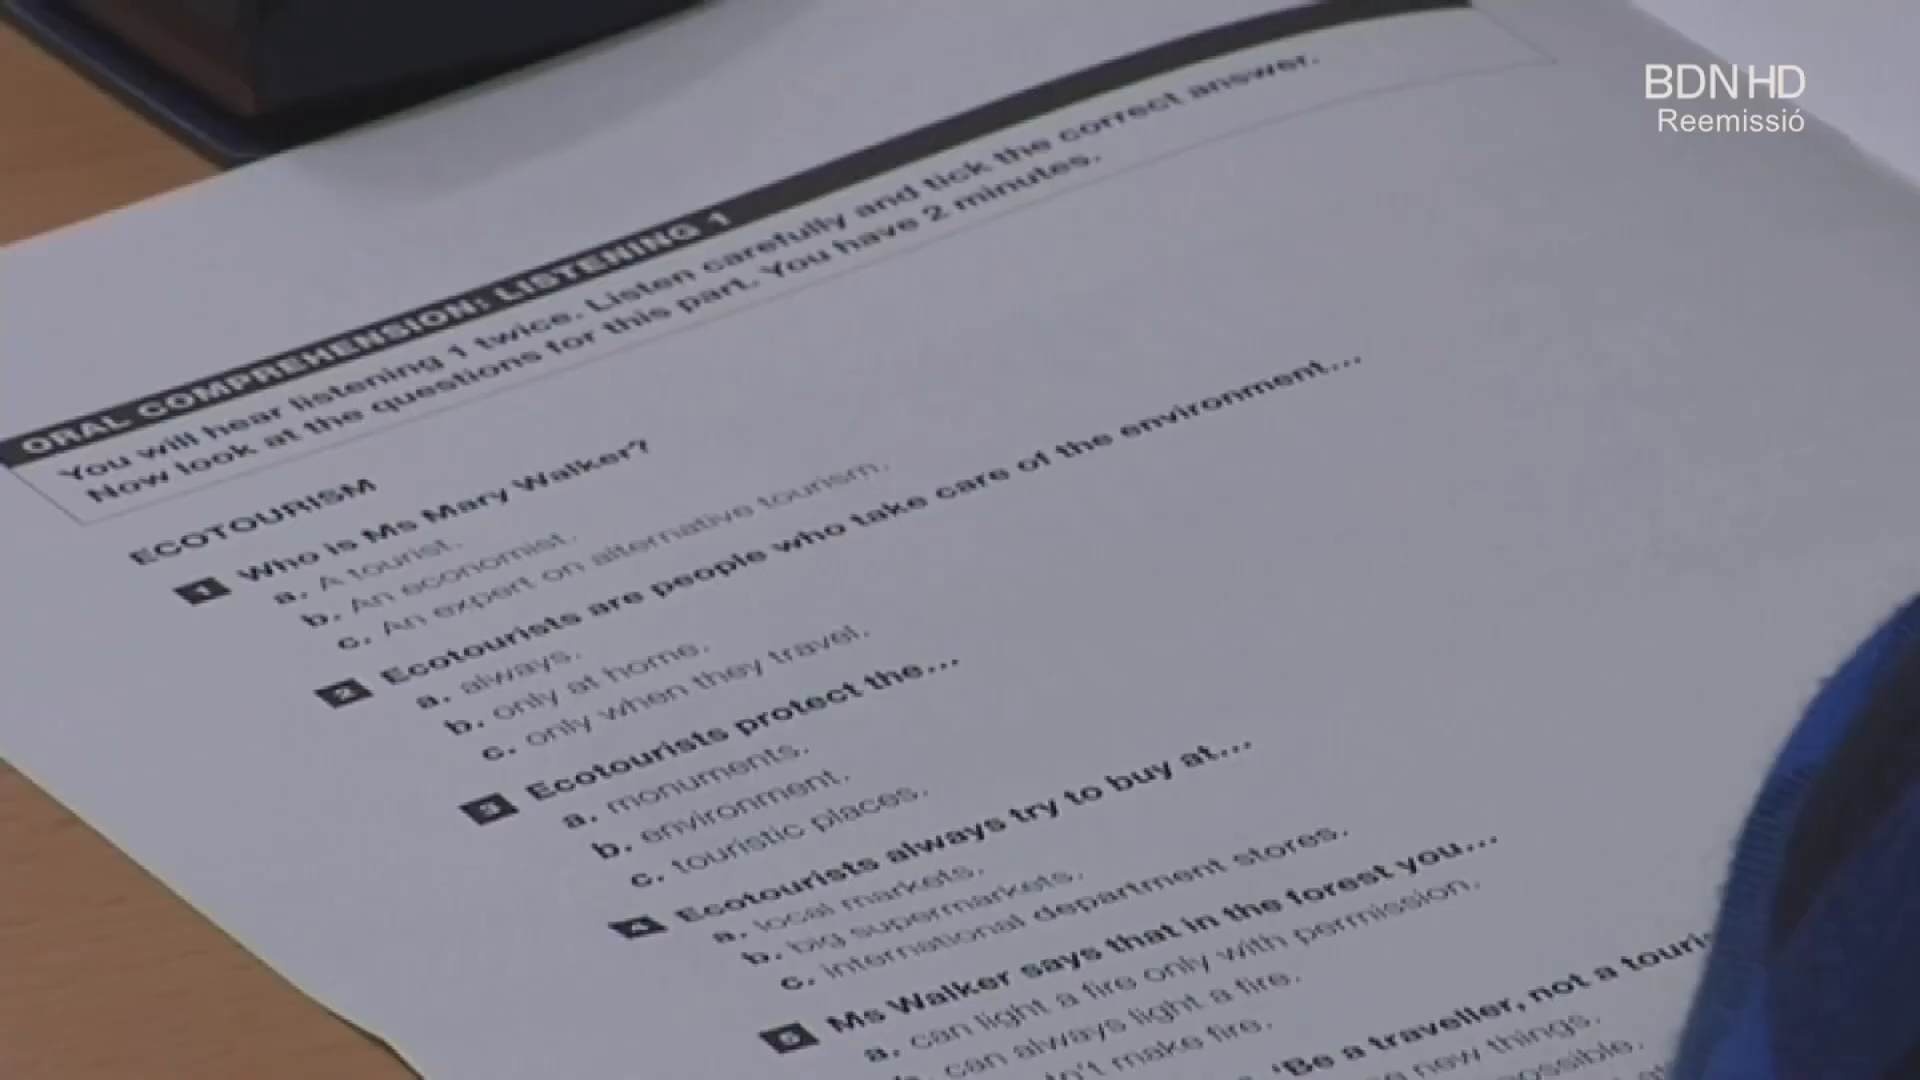 BDN HD
Reemissió
ORAL COMPREHENSION: LISTENING 1
You will hear listening 1 twice. Listen carefully and tick the correct answer.
Now look at the questions for this part. You have 2 minutes.
ECOTOURISM
1 Who is Ms Mary Walker?
a. A tourist.
b. An economist.
c. An expert on alternative tourism.
2 Ecotourists are people who take care of the environment...
a. always.
b. only at home.
c. only when they travel.
3 Ecotourists protect the...
a. monuments.
b. environment.
c. touristic places.
4 Ecotourists always try to buy at...
a. local markets.
b. big supermarkets.
c. international department stores.
5 Ms Walker says that in the forest you...
a. can light a fire only with permission.
can always light a fire.
make fire.
'Be a traveller, not a
new things.